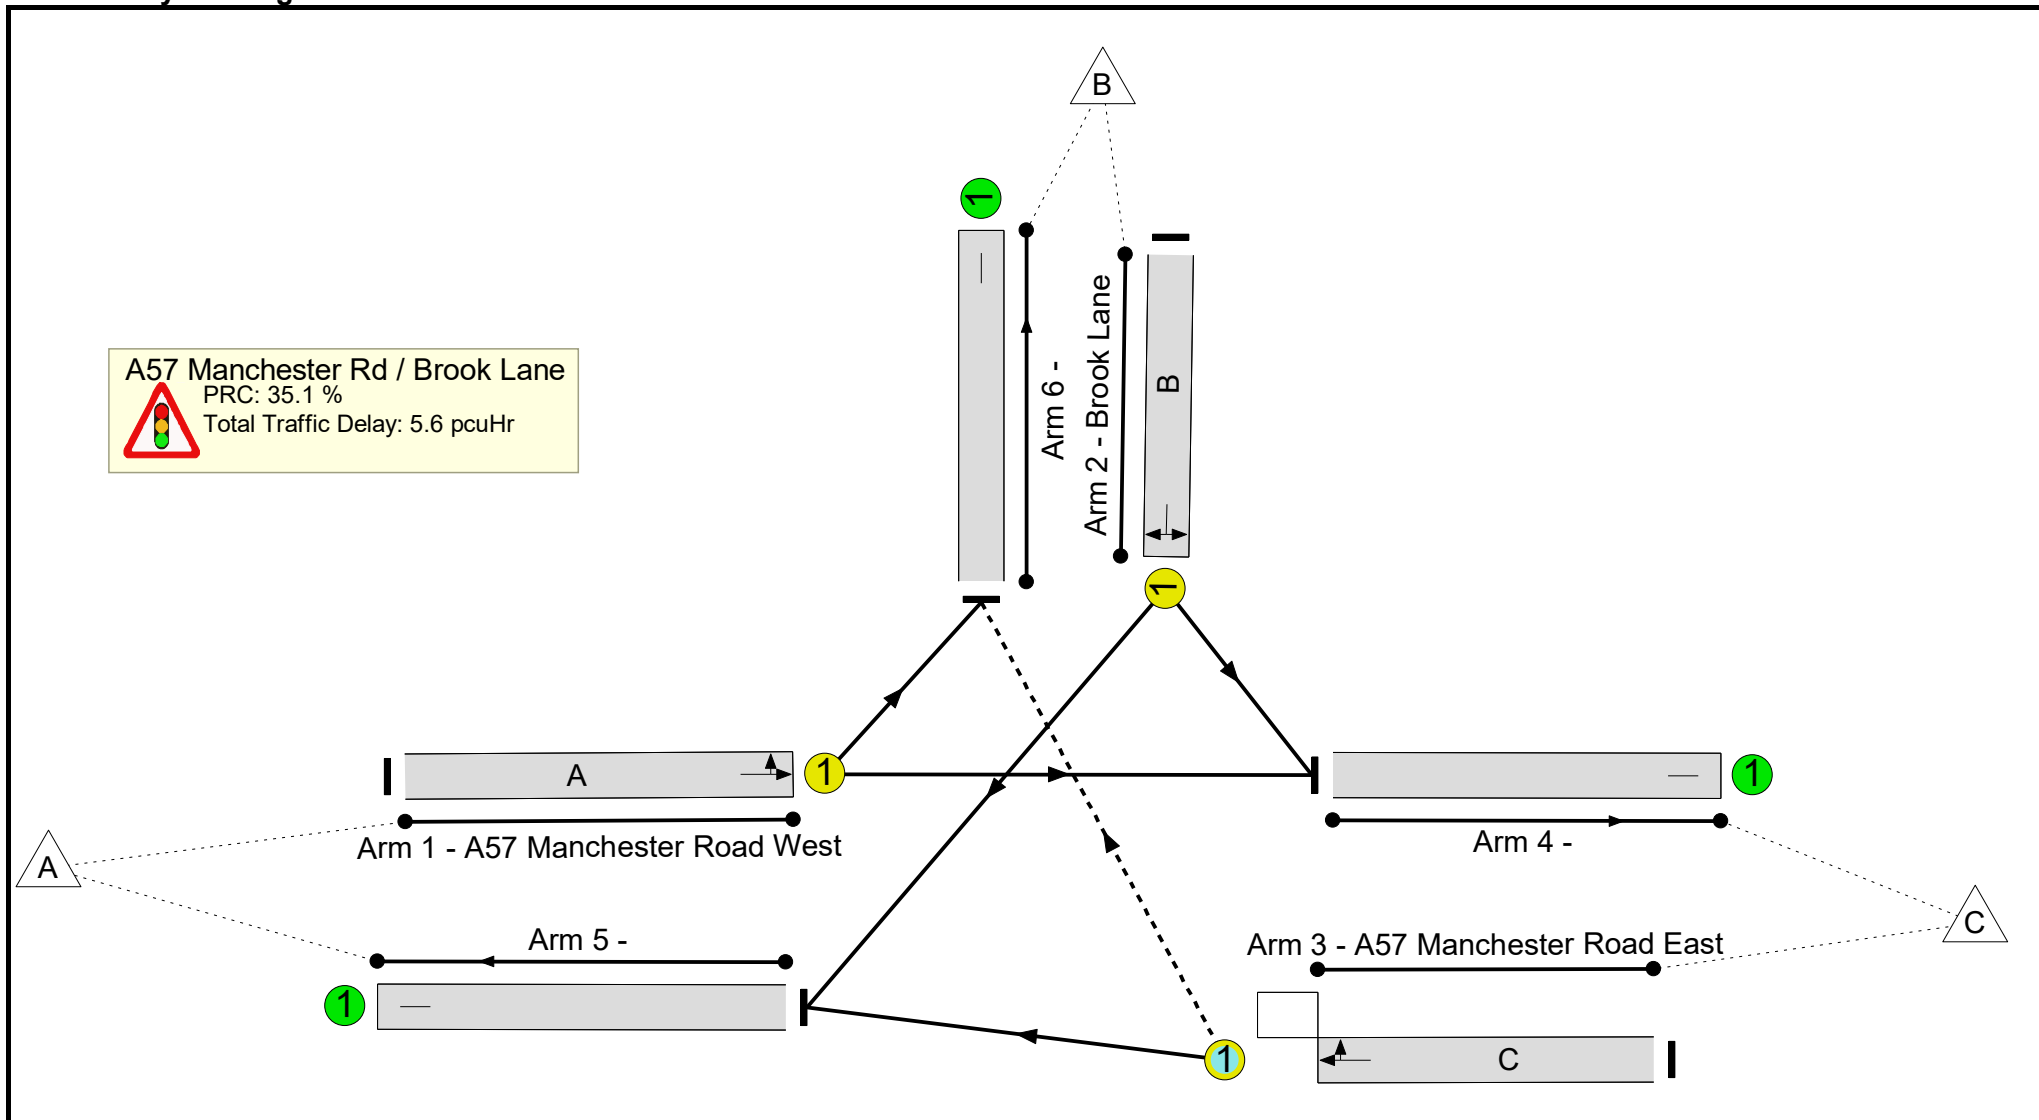 B
1
A57 Manchester Rd / Brook Lane
PRC: 35.1 %
Total Traffic Delay: 5.6 pcuHr
Arm 6 -
Arm 2 - Brook Lane
B
1
A
1
Arm 1 - A57 Manchester Road West
1
Arm 4 -
A
Arm 5 -
1
Arm 3 - A57 Manchester Road East
C
1
C